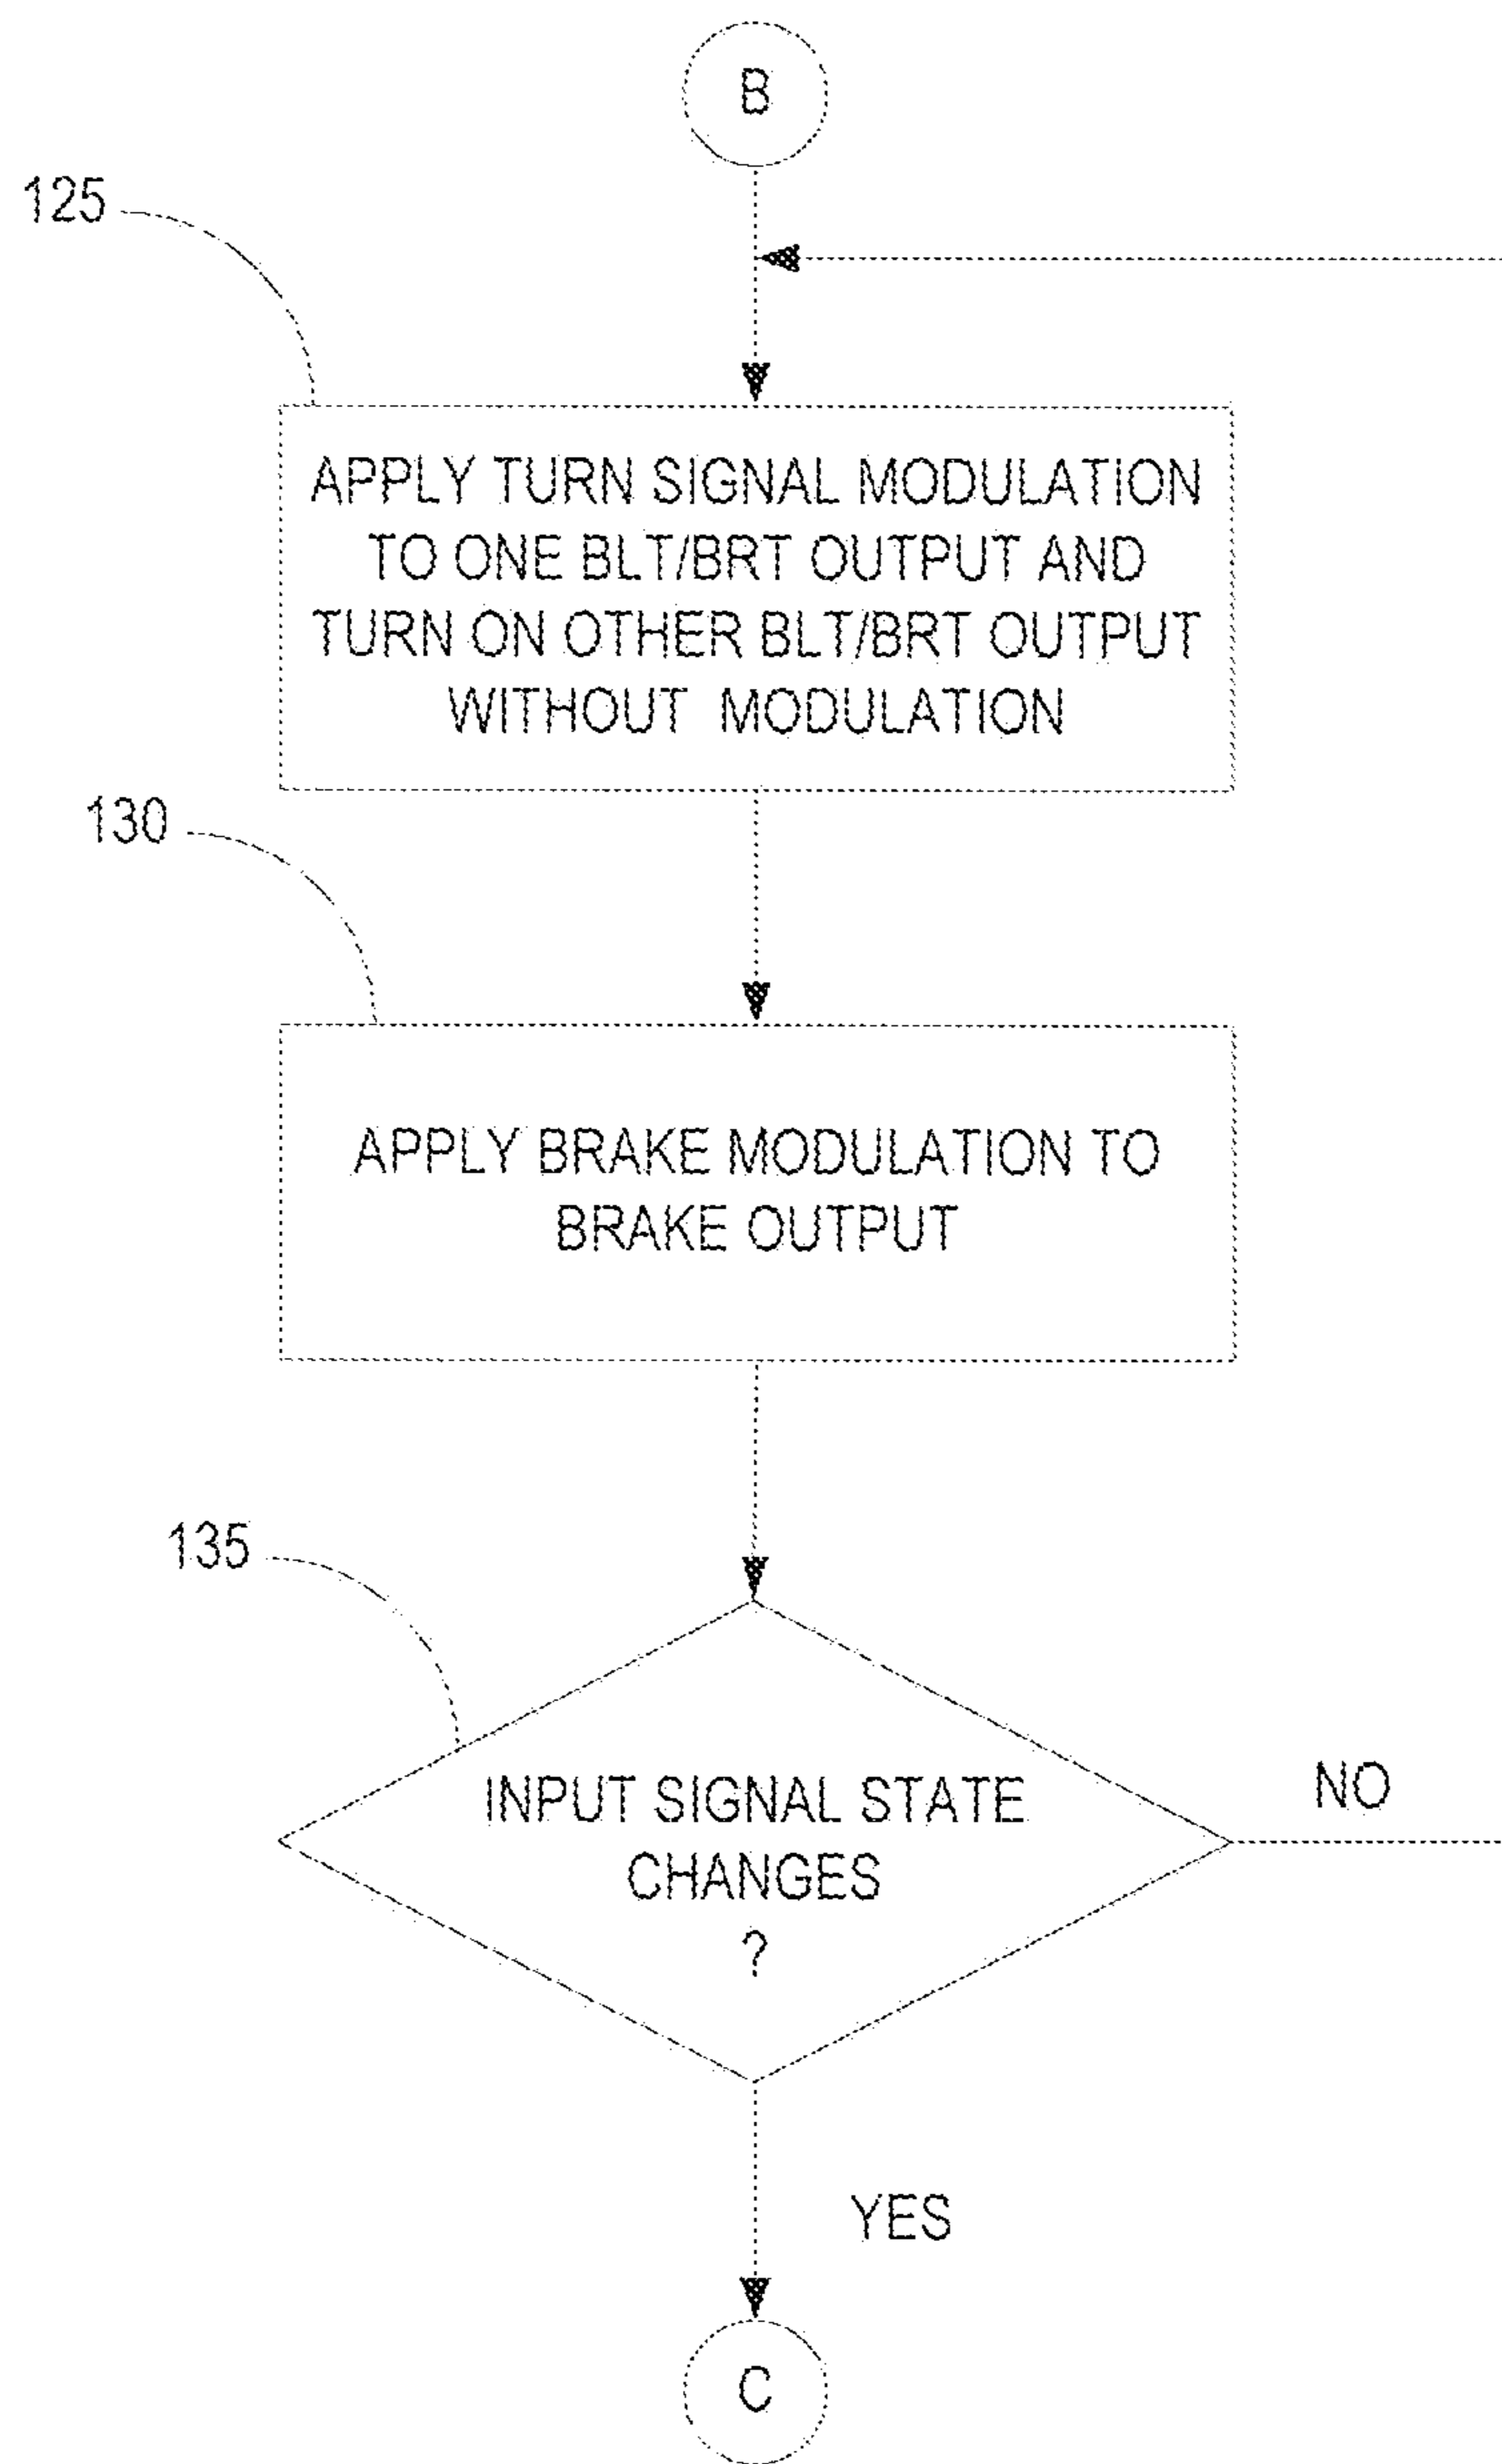 B
125
APPLY TURN SIGNAL MODULATION
TO ONE BLT/BRT OUTPUT AND
TURN ON OTHER BLT/BRT OUTPUT
WITHOUT MODULATION
130
APPLY BRAKE MODULATION TO
BRAKE OUTPUT
135
INPUT SIGNAL STATE
CHANGES
?
NO
YES
C